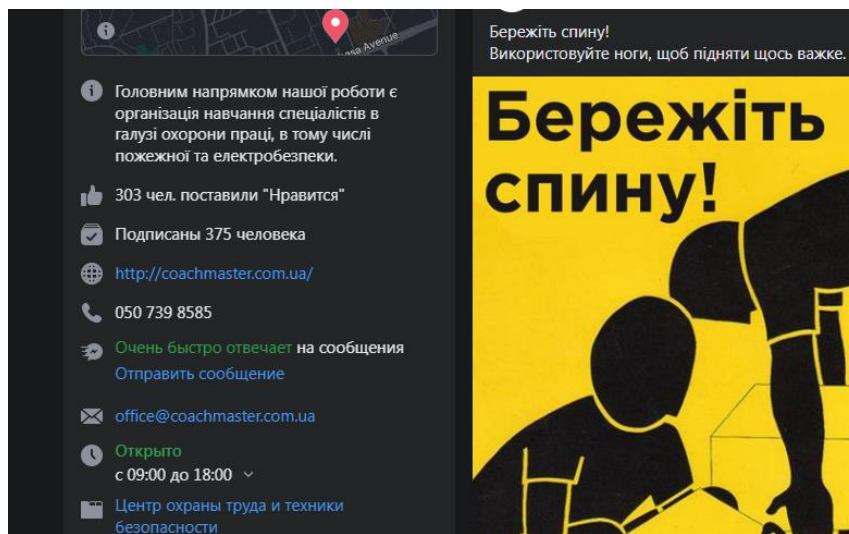 asa Avenue
Головним напрямком нашої роботи є
організація навчання спеціалістів в
галузі охорони праці, в тому числі
пожежної та електробезпеки.
303 чел. поставили "Нравится"
Подписаны 375 человека
http://coachmaster.com.ua/
050 739 8585
Очень быстро отвечает на сообщения
Отправить сообщение
office@coachmaster.com.ua
Открыто
с 09:00 до 18:00
Центр охраны труда и техники
безопасности
Бережіть спину!
Використовуйте ноги, щоб підняти щось важке.
Бережіть
спину!